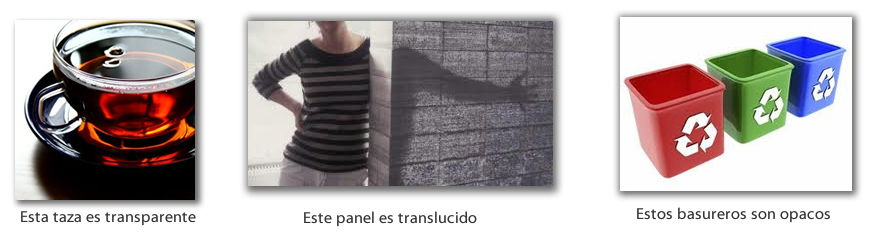 Esta taza es transparente
Este panel es translucido
Estos basureros son opacos